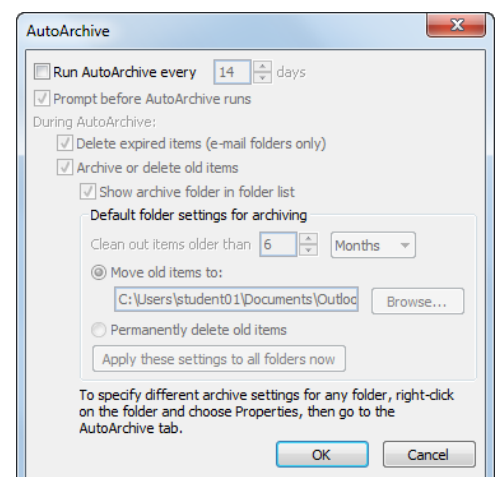 AutoArchive
Run AutoArchive every 14 days
Prompt before AutoArchive runs
During AutoArchive:
Delete expired items (e-mail folders only)
Archive or delete old items
Show archive folder in folder list
Default folder settings for archiving
Clean out items older than 6 Months
Move old items to:
C:\Users\student01\Documents\Outloo Browse...
Permanently delete old items
Apply these settings to all folders now
To specify different archive settings for any folder, right-click
on the folder and choose Properties, then go to the
AutoArchive tab.
OK Cancel